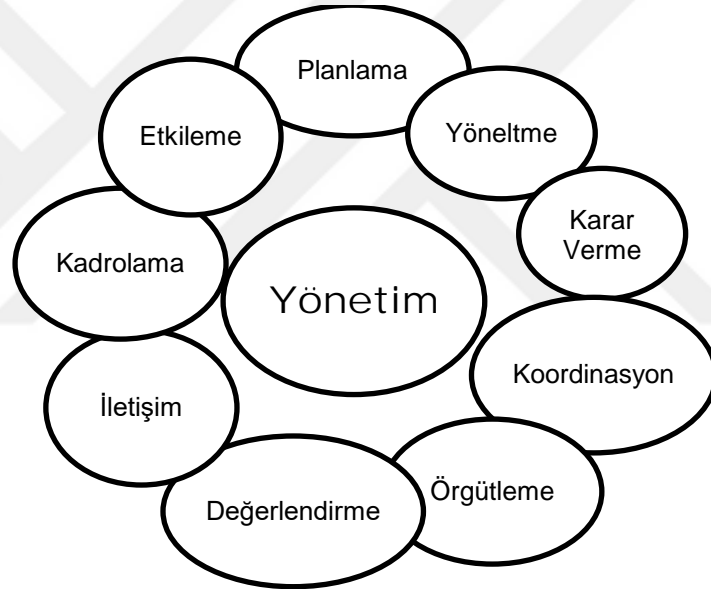 Planlama
Etkileme
Yöneltme
Karar
Verme
Kadrolama
Yönetim
Koordinasyon
İletişim
Örgütleme
Değerlendirme